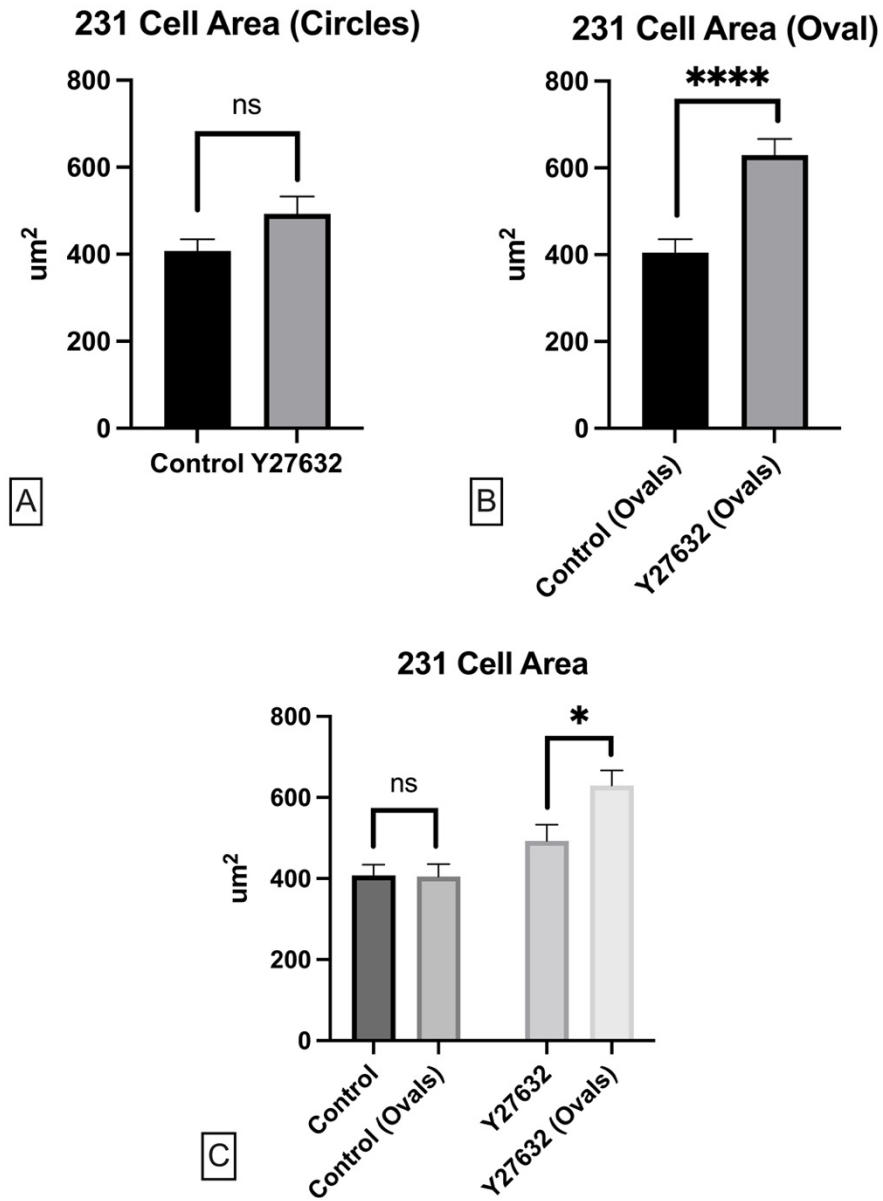 231 Cell Area (Circles)
800
600
400
200
0
um²
ns
Control Y27632
A
231 Cell Area (Oval)
800
600
400
200
0
um²
****
Control (Ovals)
Y27632 (Ovals)
B
231 Cell Area
800
600
400
200
0
um²
ns
*
Control
Control (Ovals)
Y27632
Y27632 (Ovals)
C